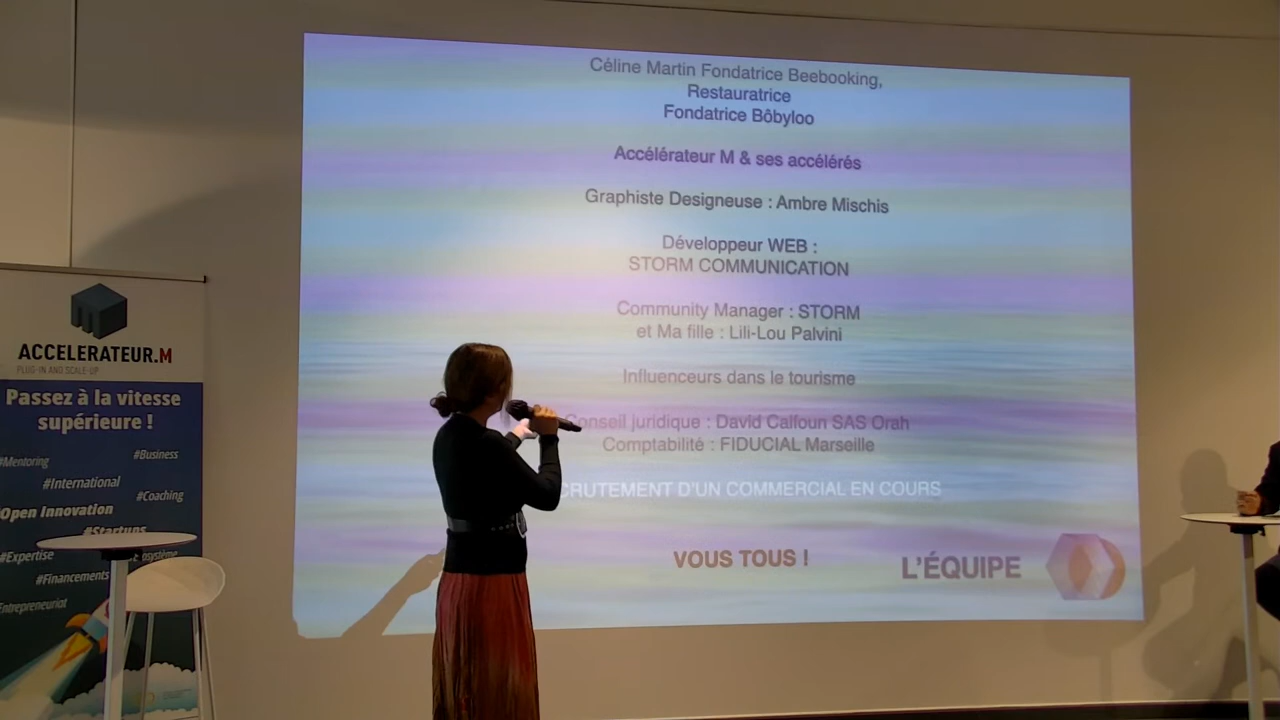 Céline Martin Fondatrice Beebooking,
Restauratrice
Fondatrice Bôbyloo
Accélérateur M & ses accélérés
Graphiste Designeuse : Ambre Mischis
Développeur WEB :
STORM COMMUNICATION
Community Manager : STORM
et Ma fille : Lili-Lou Palvini
Influenceurs dans le tourisme
onseil juridique : David Calfoun SAS Orah
Comptabilité : FIDUCIAL Marseille
CRUTEMENT D'UN COMMERCIAL EN COURS
VOUS TOUS !
L'ÉQUIPE
ACCELERATEUR.M
PLUG-IN AND SCALE-UP
Passez à la vitesse
supérieure !
#Mentoring
#Business
#International
#Coaching
Open Innovation
#Startups
#Expertise
#Financements
Entrepreneuriat